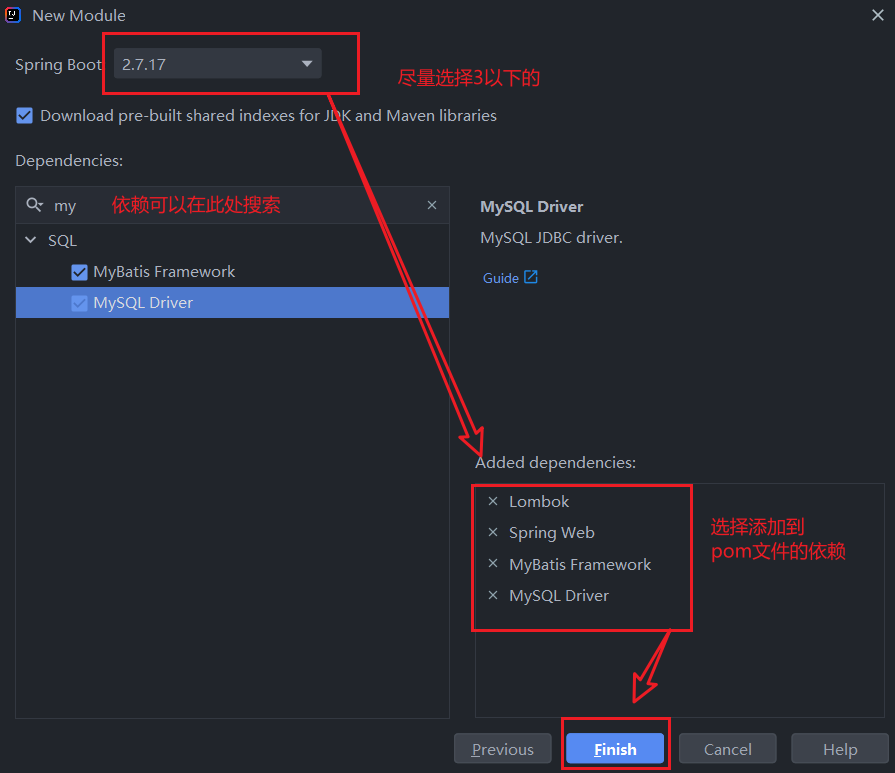 New Module
Spring Boot
2.7.17
尽量选择3以下的
Download pre-built shared indexes for JDK and Maven libraries
Dependencies:
my
依赖可以在此处搜索
SQL
MyBatis Framework
MySQL Driver
MySQL Driver
MySQL JDBC driver.
Guide
Added dependencies:
Lombok
Spring Web
MyBatis Framework
MySQL Driver
选择添加到
pom文件的依赖
Previous
Finish
Cancel
Help